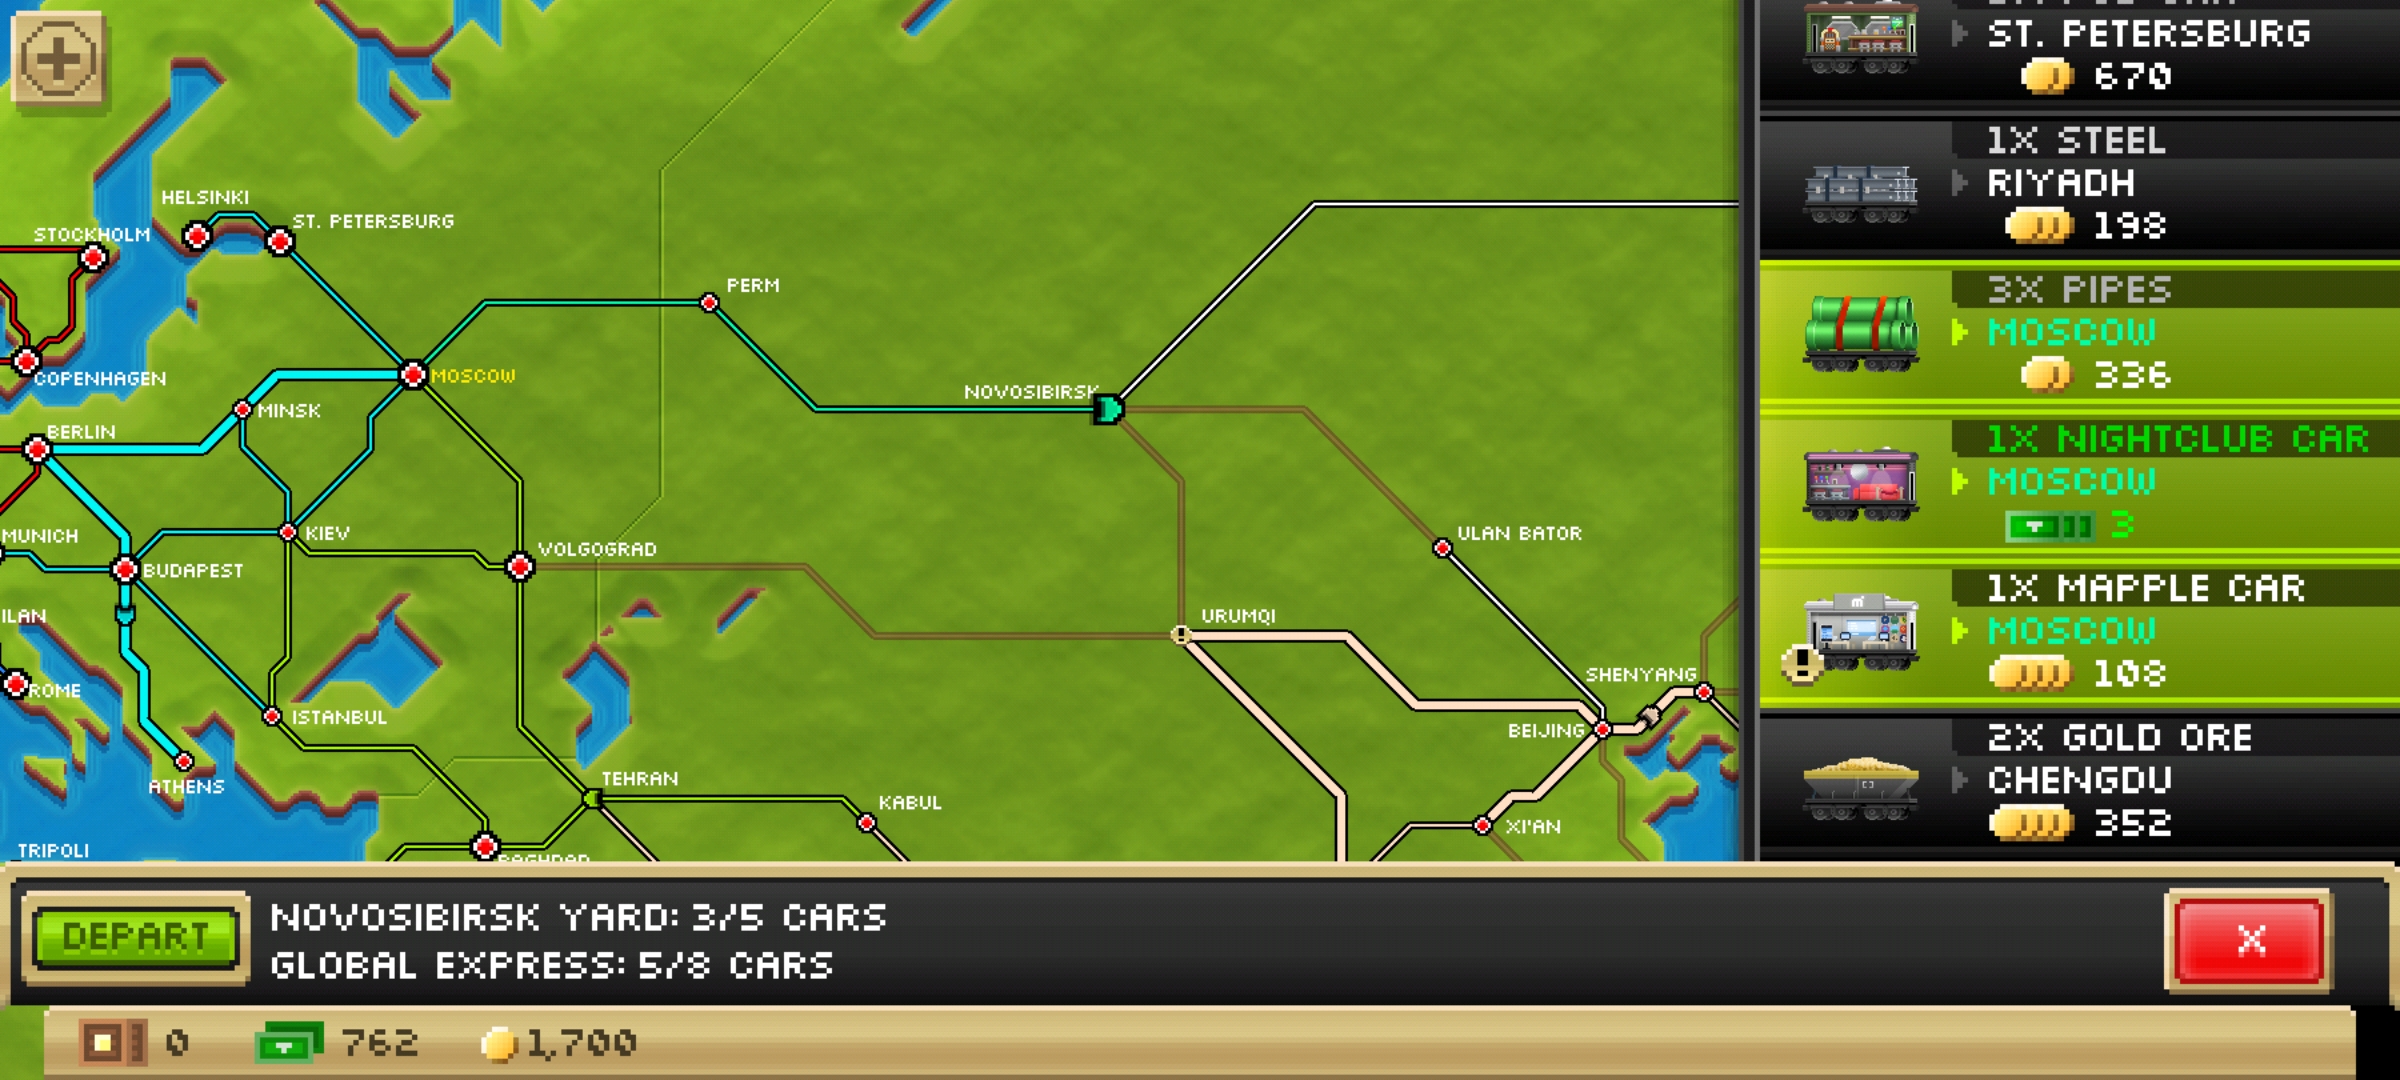 HELSINKI
ST. PETERSBURG
STOCKHOLM
PERM
COPENHAGEN
MOSCOW
NOVOSIBIRSK
MINSK
BERLIN
MUNICH
KIEV
VOLGOGRAD
ULAN BATOR
BUDAPEST
ILAN
URUMQI
ROME
SHENYANG
ISTANBUL
BEIJING
ATHENS
TEHRAN
KABUL
XI'AN
TRIPOLI
BAGHDAD
ST. PETERSBURG
670
1X STEEL
RIYADH
198
3X PIPES
MOSCOW
336
1X NIGHTCLUB CAR
MOSCOW
3
1X MAPPLE CAR
MOSCOW
108
2X GOLD ORE
CHENGDU
352
DEPART
NOVOSIBIRSK YARD: 3/5 CARS
GLOBAL EXPRESS: 5/8 CARS
X
0
762
1,700